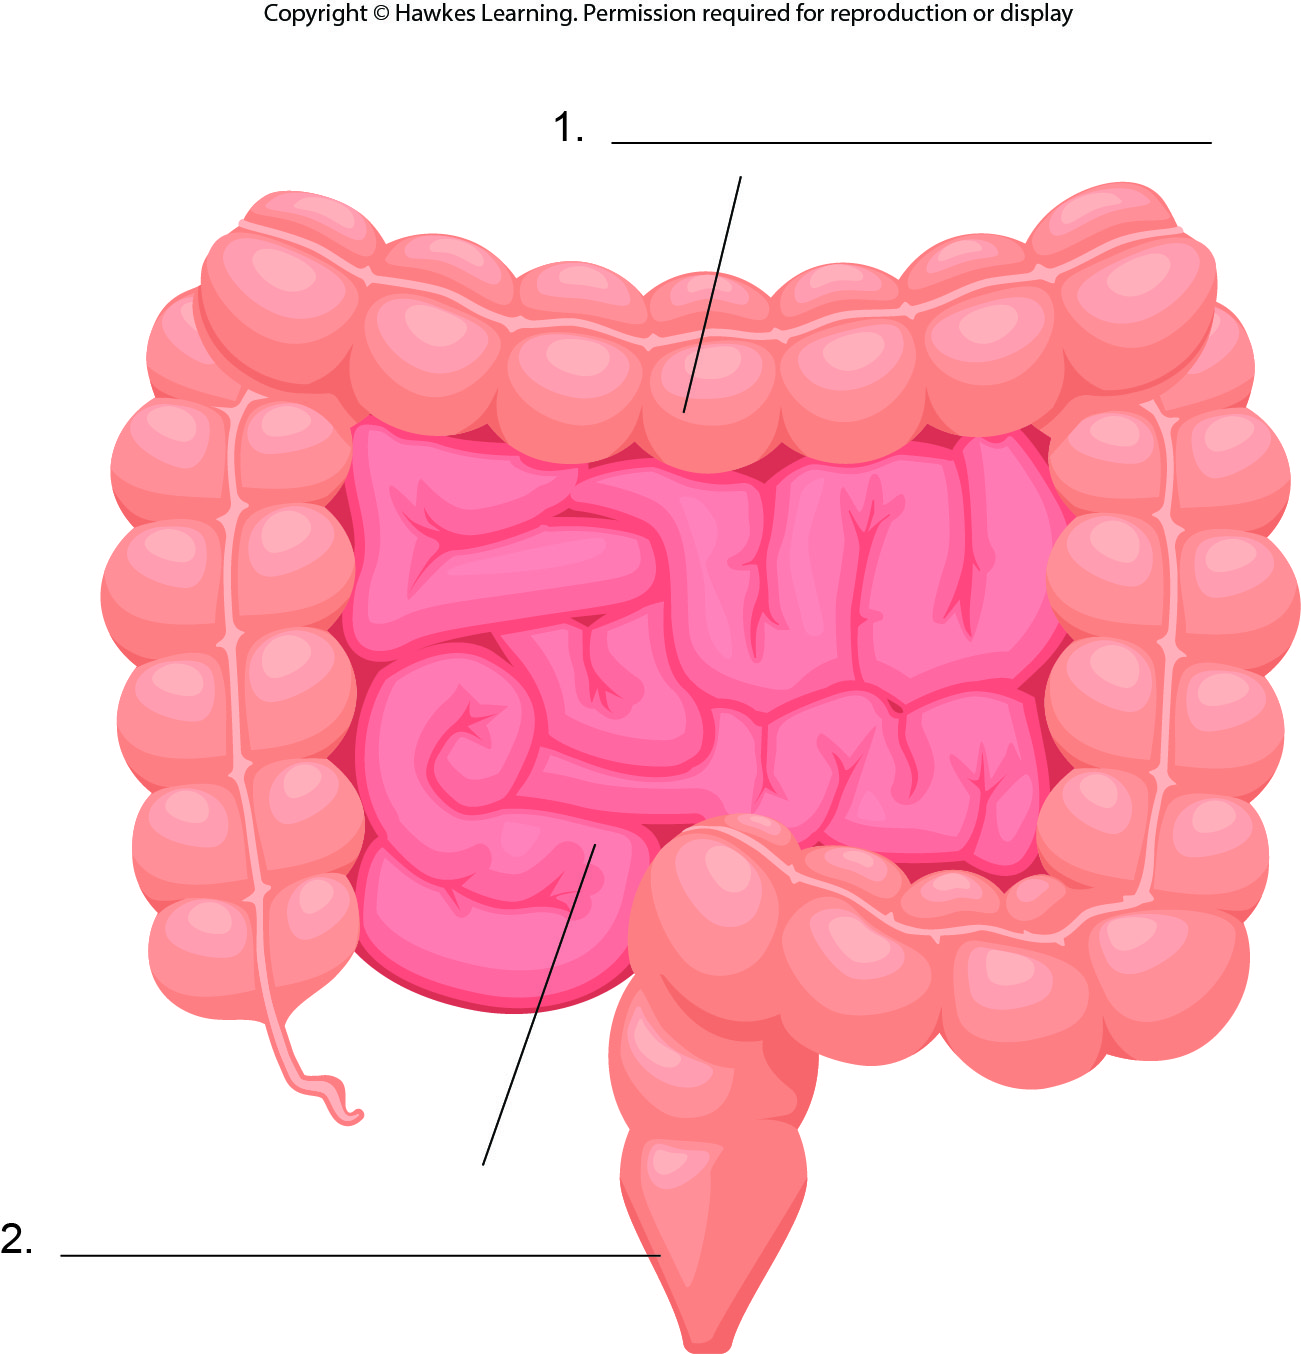 Copyright © Hawkes Learning. Permission required for reproduction or display
1.
2.